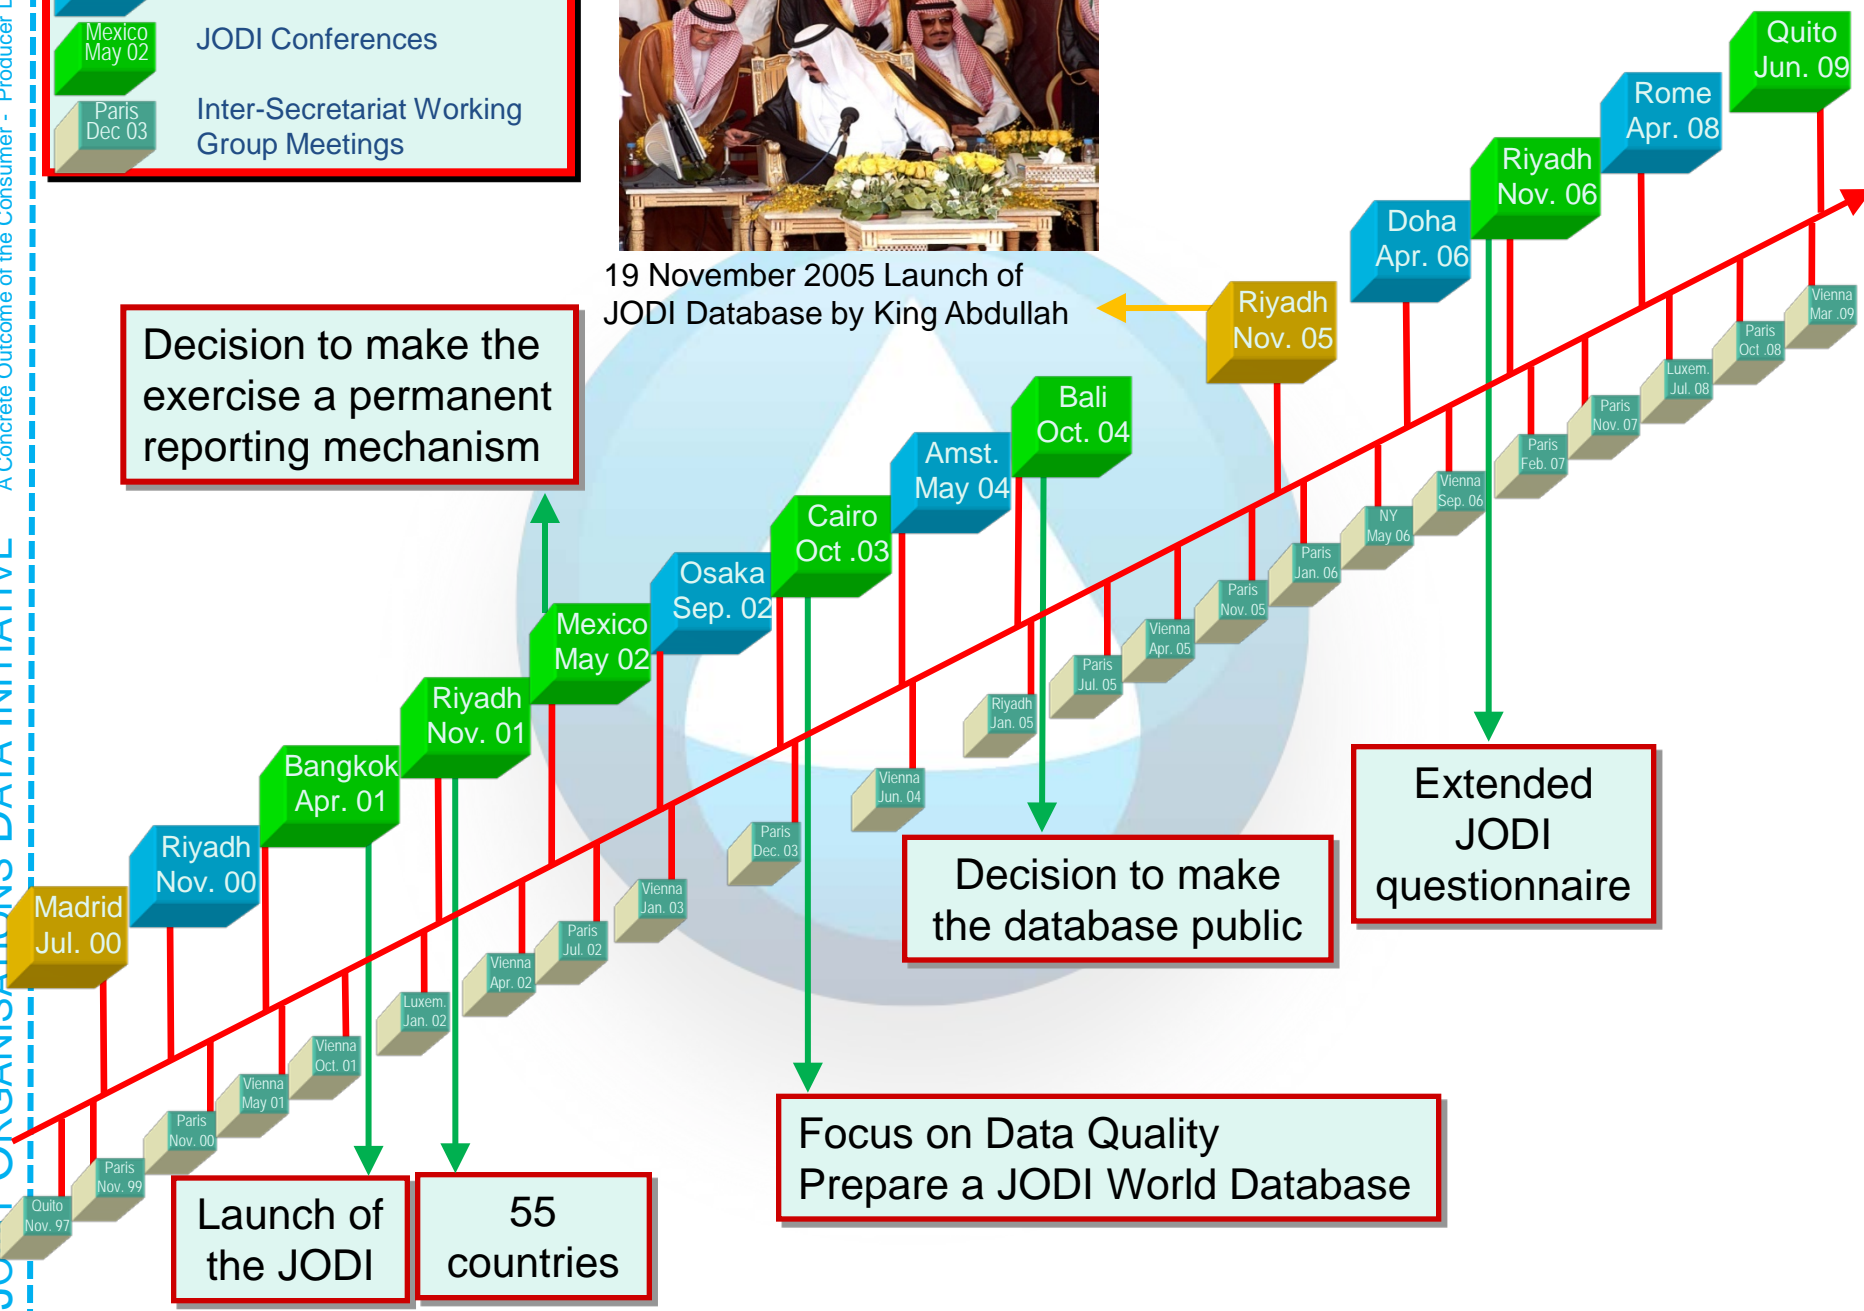 Mexico
May 02
JODI Conferences
Paris
Dec 03
Inter-Secretariat Working
Group Meetings
19 November 2005 Launch of
JODI Database by King Abdullah
Decision to make the
exercise a permanent
reporting mechanism
Quito
Jun. 09
Rome
Apr. 08
Riyadh
Nov. 06
Doha
Apr. 06
Riyadh
Nov. 05
Bali
Oct. 04
Amst.
May 04
Cairo
Oct .03
Osaka
Sep. 02
Mexico
May 02
Riyadh
Nov. 01
Bangkok
Apr. 01
Riyadh
Nov. 00
Madrid
Jul. 00
Vienna
Mar .09
Paris
Oct .08
Luxem.
Jul. 08
Paris
Nov. 07
Paris
Feb. 07
Vienna
Sep. 06
NY
May 06
Paris
Jan. 06
Paris
Nov. 05
Vienna
Apr. 05
Paris
Jul. 05
Riyadh
Jan. 05
Vienna
Jun. 04
Paris
Dec. 03
Vienna
Jan. 03
Paris
Jul. 02
Vienna
Apr. 02
Luxem.
Jan. 02
Vienna
Oct. 01
Vienna
May 01
Paris
Nov. 00
Paris
Nov. 99
Quito
Nov. 97
Extended
JODI
questionnaire
Decision to make
the database public
Focus on Data Quality
Prepare a JODI World Database
Launch of
the JODI
55
countries
ORGANISATIONS DATA INITIATIVE
A Concrete Outcome of the Consumer - Producer